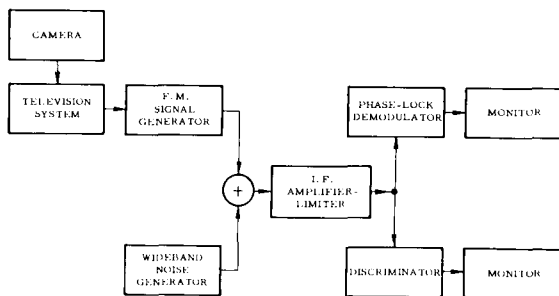 CAMERA
TELEVISION
SYSTEM
F.M.
SIGNAL
GENERATOR
PHASE-LOCK
DEMODULATOR
MONITOR
+
I.F.
AMPLIFIER-
LIMITER
WIDEBAND
NOISE
GENERATOR
DISCRIMINATOR
MONITOR